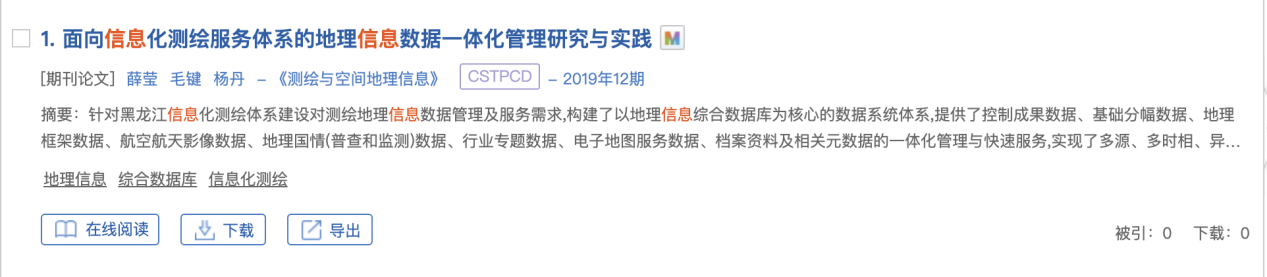 1. 面向信息化测绘服务体系的地理信息数据一体化管理研究与实践 M
[期刊论文] 薛莹 毛键 杨丹 - 《测绘与空间地理信息》 CSTPCD - 2019年12期
摘要：针对黑龙江信息化测绘体系建设对测绘地理信息数据管理及服务需求,构建了以地理信息综合数据库为核心的数据系统体系,提供了控制成果数据、基础分幅数据、地理
框架数据、航空航天影像数据、地理国情(普查和监测)数据、行业专题数据、电子地图服务数据、档案资料及相关元数据的一体化管理与快速服务,实现了多源、多时相、异...
地理信息 综合数据库 信息化测绘
在线阅读 下载 导出
被引：0 下载：0